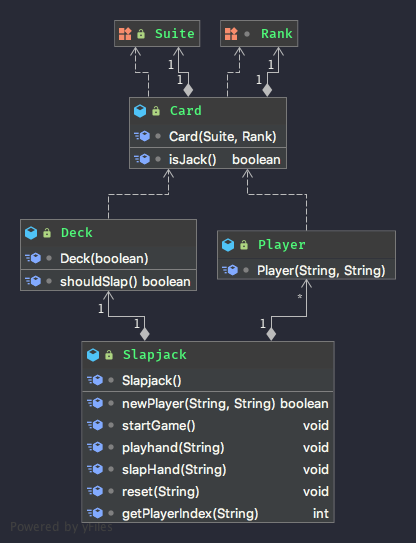 Suite
Rank
1
1
1
1
Card
Card(Suite, Rank)
isJack() boolean
Deck
Deck(boolean)
shouldSlap() boolean
Player
Player(String, String)
1
*
1
1
Slapjack
Slapjack()
newPlayer(String, String) boolean
startGame() void
playhand(String) void
slapHand(String) void
reset(String) void
getPlayerIndex(String) int
Powered by yFiles